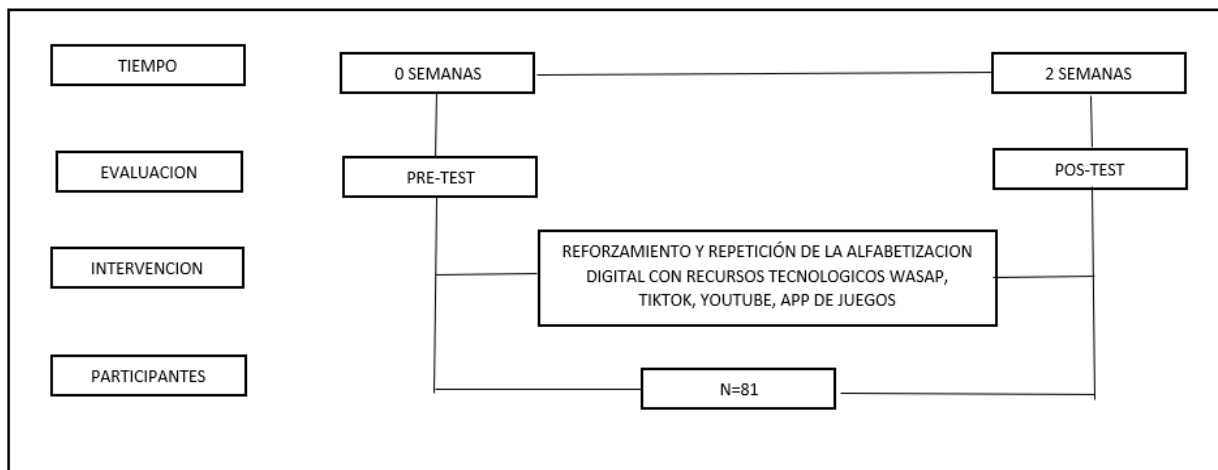 TIEMPO
0 SEMANAS
2 SEMANAS
EVALUACION
PRE-TEST
POS-TEST
INTERVENCION
REFORZAMIENTO Y REPETICIÓN DE LA ALFABETIZACION
DIGITAL CON RECURSOS TECNOLOGICOS WASAP,
TIKTOK, YOUTUBE, APP DE JUEGOS
PARTICIPANTES
N=81